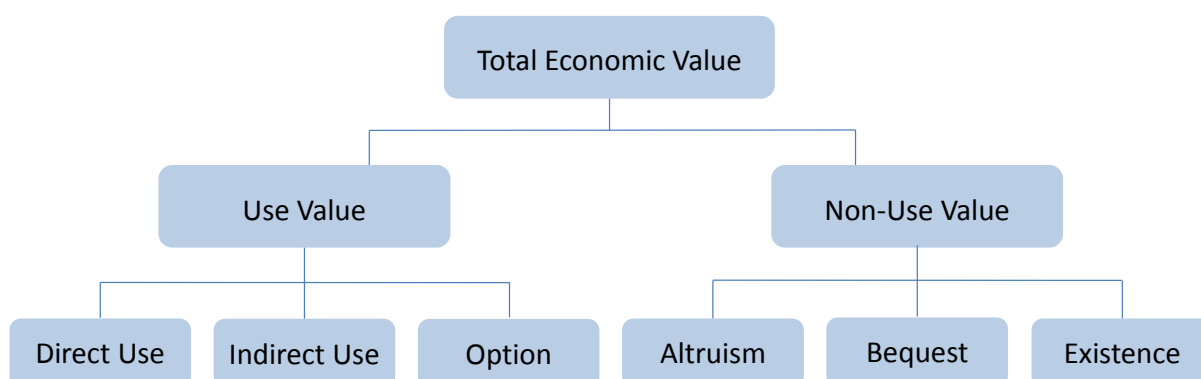 Total Economic Value
Use Value
Non-Use Value
Direct Use
Indirect Use
Option
Altruism
Bequest
Existence